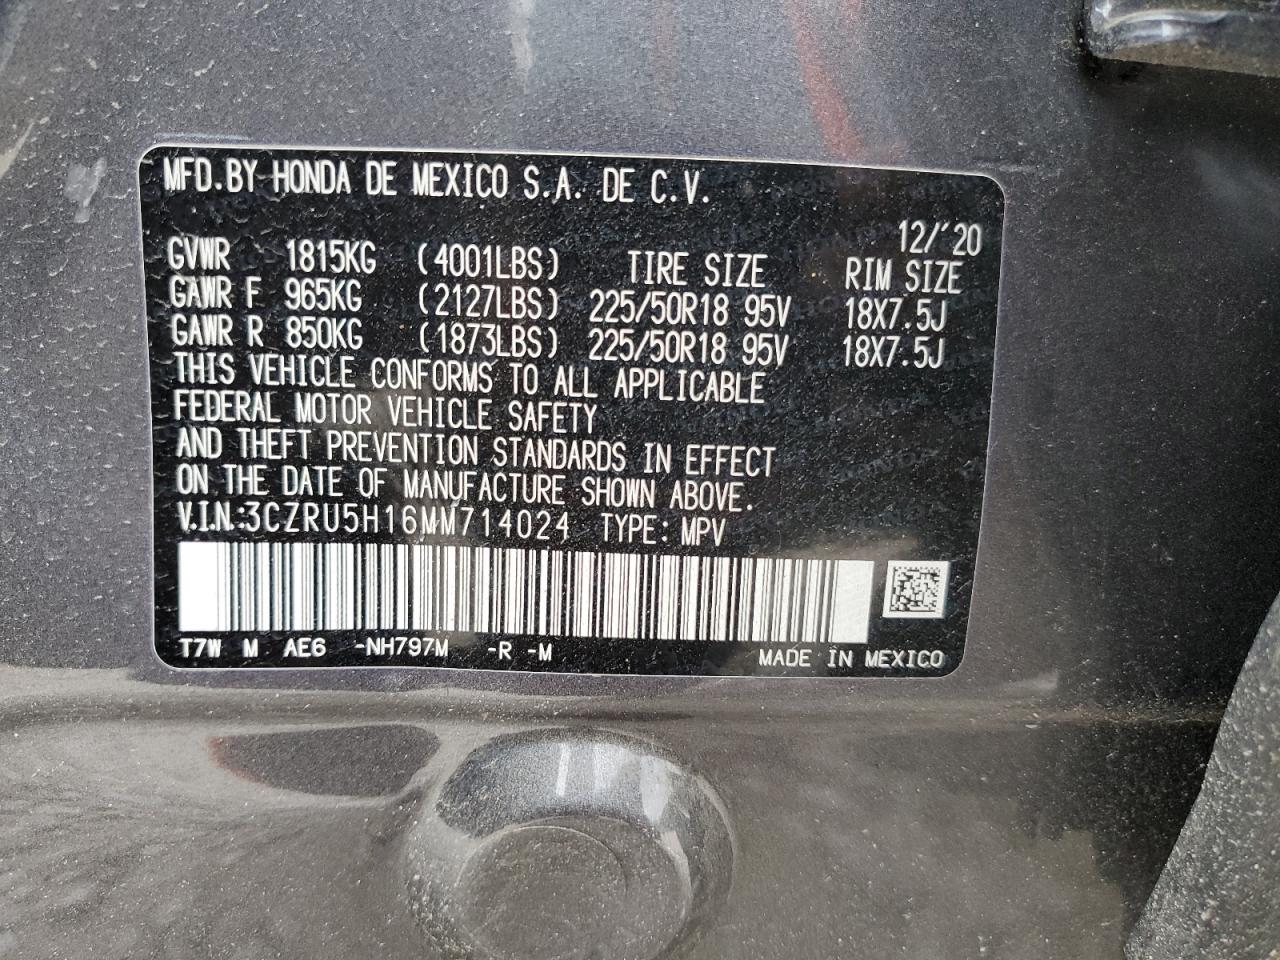 MFD.BY HONDA DE MEXICO S.A. DE C.V.
12/'20
GVWR 1815KG (4001LBS) TIRE SIZE RIM SIZE
GAWR F 965KG (2127LBS) 225/50R18 95V 18X7.5J
GAWR R 850KG (1873LBS) 225/50R18 95V 18X7.5J
THIS VEHICLE CONFORMS TO ALL APPLICABLE
FEDERAL MOTOR VEHICLE SAFETY
AND THEFT PREVENTION STANDARDS IN EFFECT
ON THE DATE OF MANUFACTURE SHOWN ABOVE.
V.I.N.:3CZRU5H16MM714024 TYPE: MPV
T7W M AE6 -NH797M -R -M MADE IN MEXICO